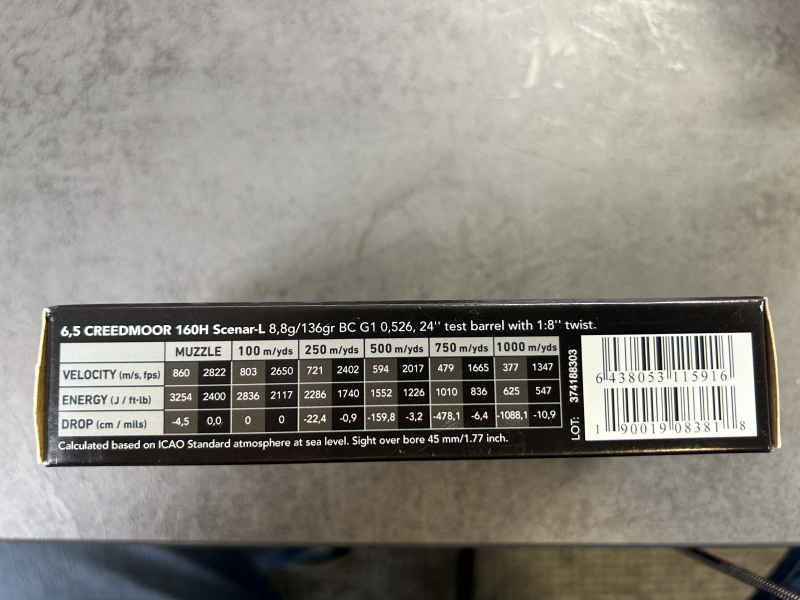 6,5 CREEDMOOR 160H Scenar-L 8,8g/136gr BC G1 0,526, 24'' test barrel with 1:8'' twist.
MUZZLE 100 m/yds 250 m/yds 500 m/yds 750 m/yds 1000 m/yds
VELOCITY (m/s, fps) 860 2822 803 2650 721 2402 594 2017 479 1665 377 1347
ENERGY (J / ft-lb) 3254 2400 2836 2117 2286 1740 1552 1226 1010 836 625 547
DROP (cm / mils) -4,5 0,0 0 0 -22,4 -0,9 -159,8 -3,2 -478,1 -6,4 -1088,1 -10,9
Calculated based on ICAO Standard atmosphere at sea level. Sight over bore 45 mm/1.77 inch.
LOT: 374188303
6 438053 115916
1 90019 08381 8